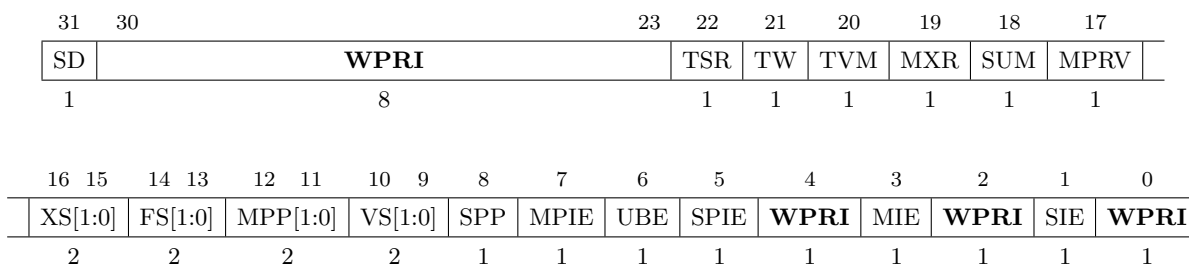 31 30 23 22 21 20 19 18 17
SD WPRI TSR TW TVM MXR SUM MPRV
1 8 1 1 1 1 1 1
16 15 14 13 12 11 10 9 8 7 6 5 4 3 2 1 0
XS[1:0] FS[1:0] MPP[1:0] VS[1:0] SPP MPIE UBE SPIE WPRI MIE WPRI SIE WPRI
2 2 2 2 1 1 1 1 1 1 1 1 1